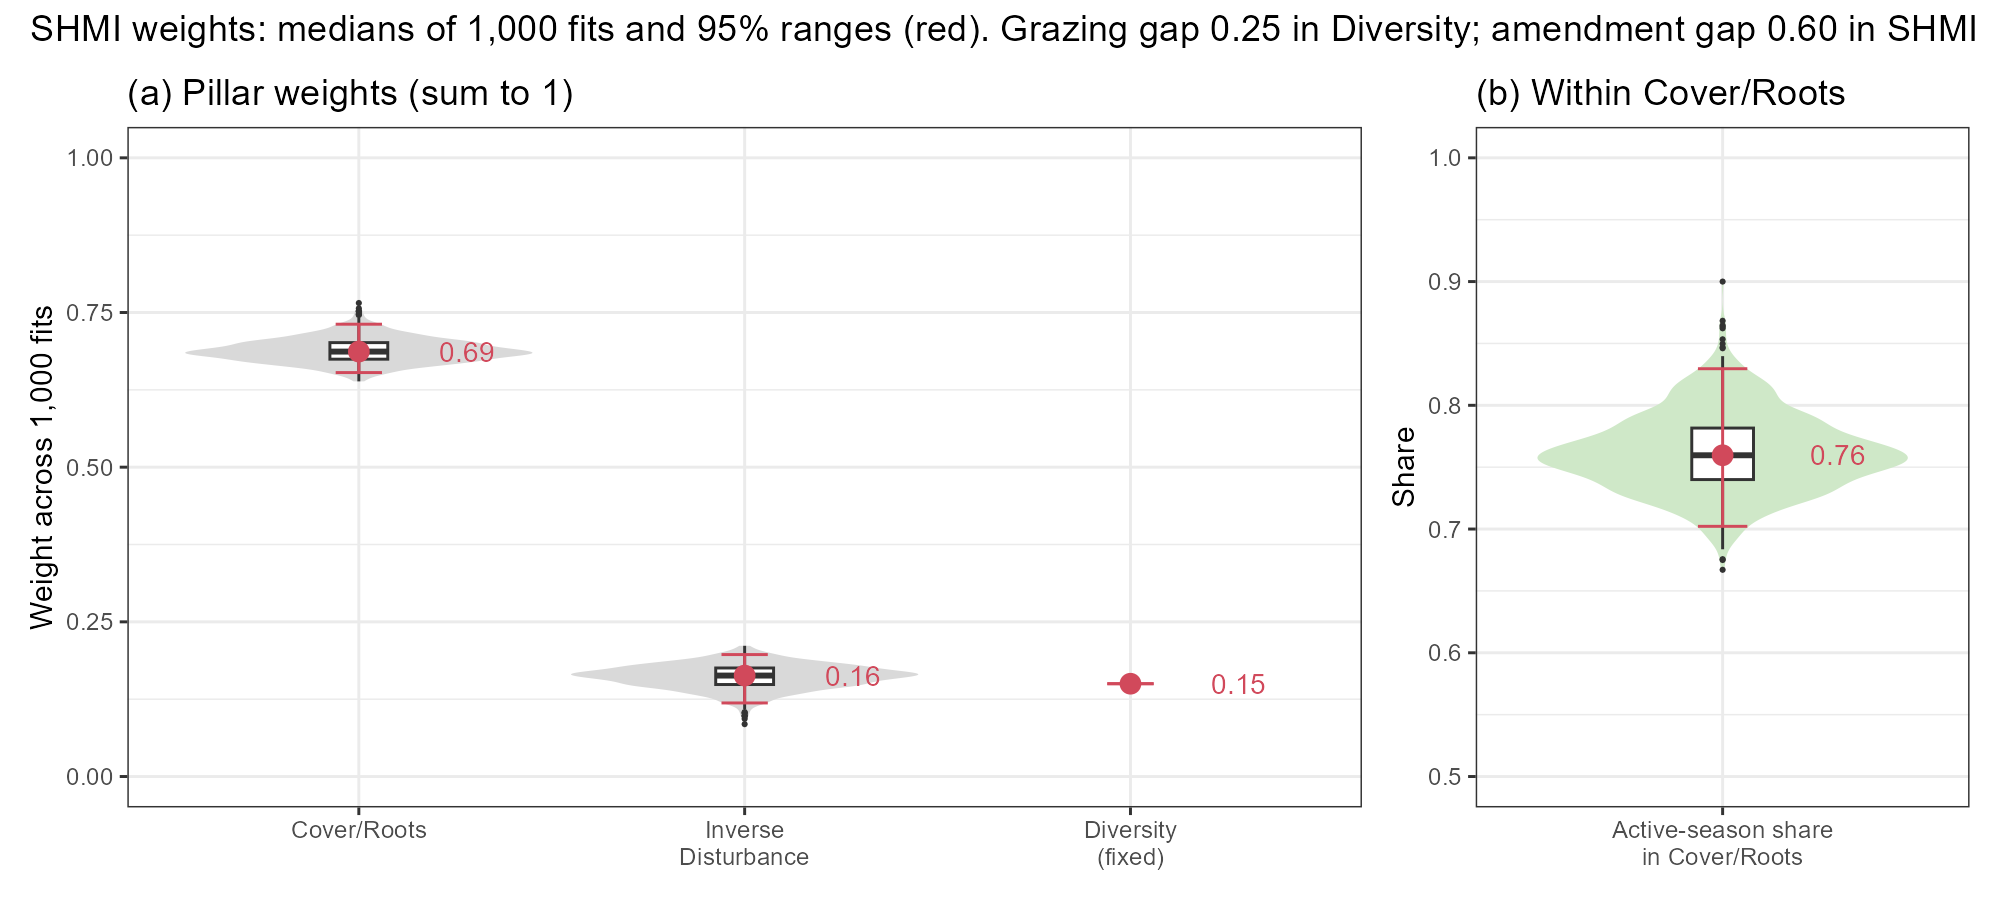 SHMI weights: medians of 1,000 fits and 95% ranges (red). Grazing gap 0.25 in Diversity; amendment gap 0.60 in SHMI
(a) Pillar weights (sum to 1)
Weight across 1,000 fits
1.00
0.75
0.50
0.25
0.00
0.69
0.16
0.15
Cover/Roots
Inverse
Disturbance
Diversity
(fixed)
(b) Within Cover/Roots
Share
1.0
0.9
0.8
0.7
0.6
0.5
0.76
Active-season share
in Cover/Roots